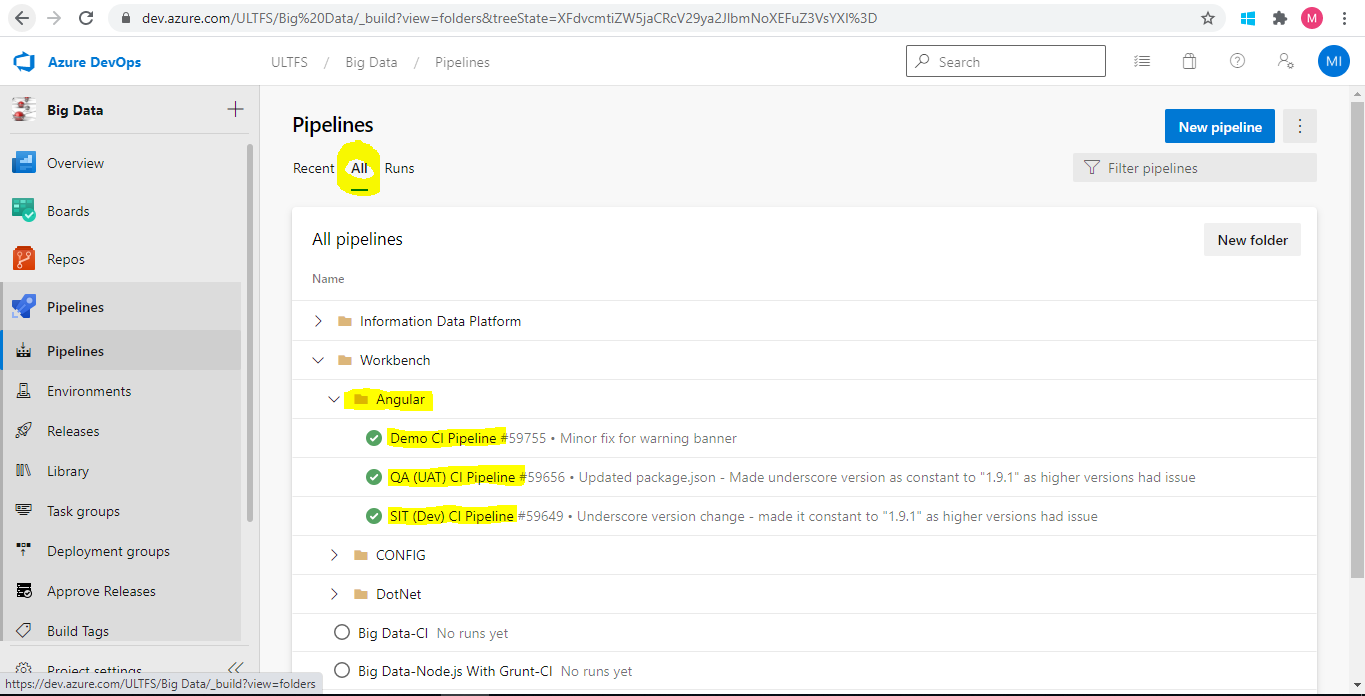 dev.azure.com/ULTFS/Big%20Data/_build?view=folders&treeState=XFdvcmtiZW5jaCRcV29ya2JlbmNoXEFuZ3VsYXI%3D
M
Azure DevOps
ULTFS / Big Data / Pipelines
Search
MI
Big Data
Overview
Boards
Repos
Pipelines
Pipelines
Environments
Releases
Library
Task groups
Deployment groups
Approve Releases
Build Tags
Project settings
Pipelines
New pipeline
Recent All Runs
Filter pipelines
All pipelines
New folder
Name
Information Data Platform
Workbench
Angular
Demo CI Pipeline #59755 • Minor fix for warning banner
QA (UAT) CI Pipeline #59656 • Updated package.json - Made underscore version as constant to "1.9.1" as higher versions had issue
SIT (Dev) CI Pipeline #59649 • Underscore version change - made it constant to "1.9.1" as higher versions had issue
CONFIG
DotNet
Big Data-CI No runs yet
Big Data-Node.js With Grunt-CI No runs yet
https://dev.azure.com/ULTFS/Big Data/_build?view=folders